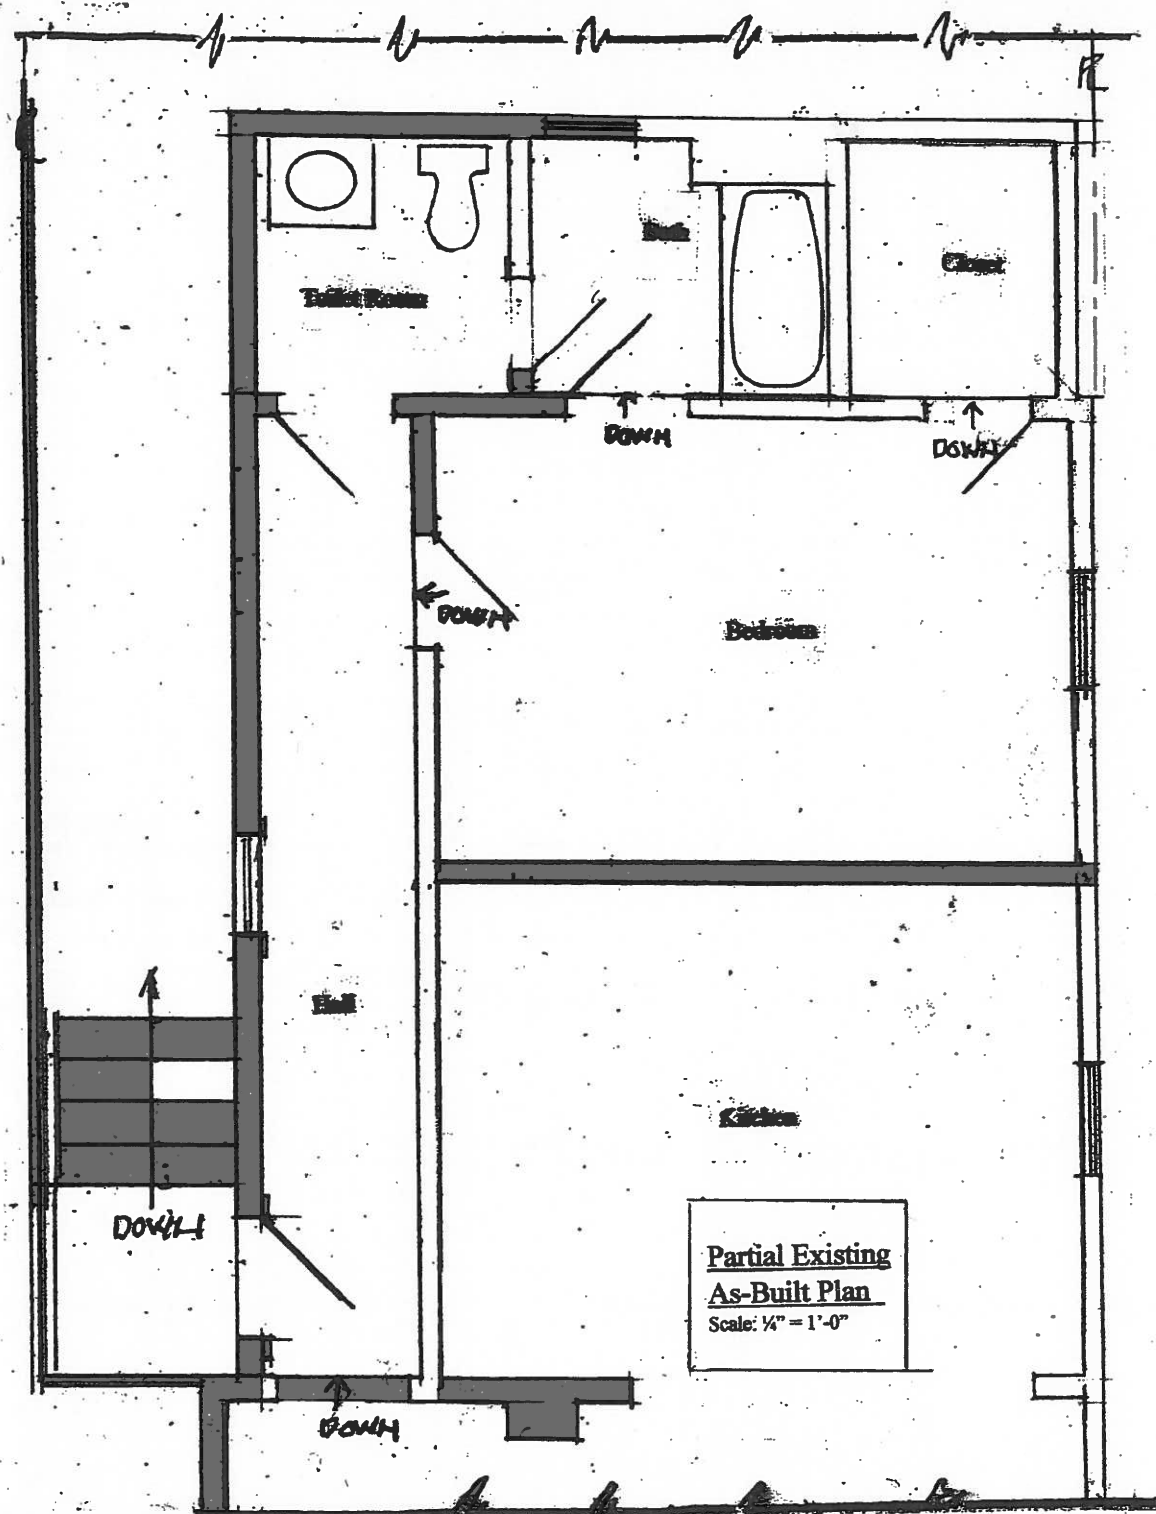 PL
Bath
Closet
Toilet Room
DOWN
DOWN
DOWN
Bedroom
Hall
Kitchen
DOWN
Partial Existing
As-Built Plan
Scale: ¼" = 1'-0"
DOWN